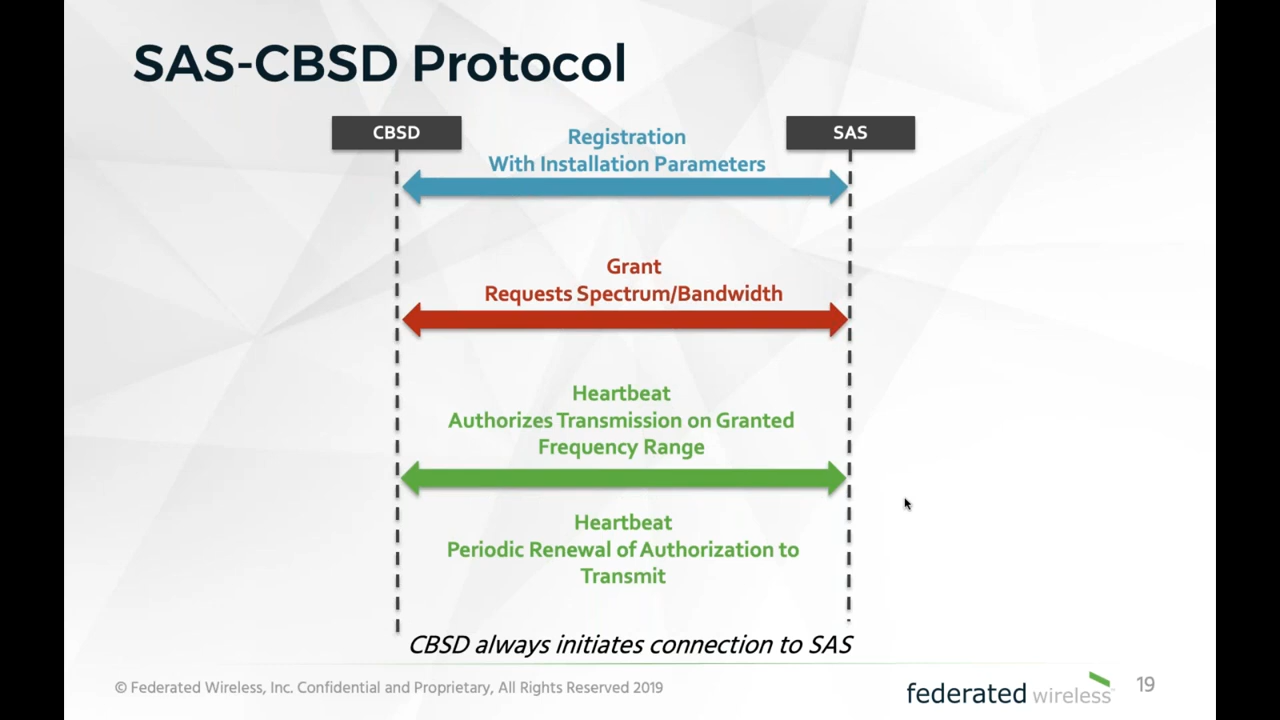 SAS-CBSD Protocol
CBSD
SAS
Registration
With Installation Parameters
Grant
Requests Spectrum/Bandwidth
Heartbeat
Authorizes Transmission on Granted
Frequency Range
Heartbeat
Periodic Renewal of Authorization to
Transmit
CBSD always initiates connection to SAS
© Federated Wireless, Inc. Confidential and Proprietary, All Rights Reserved 2019
federated wireless
19